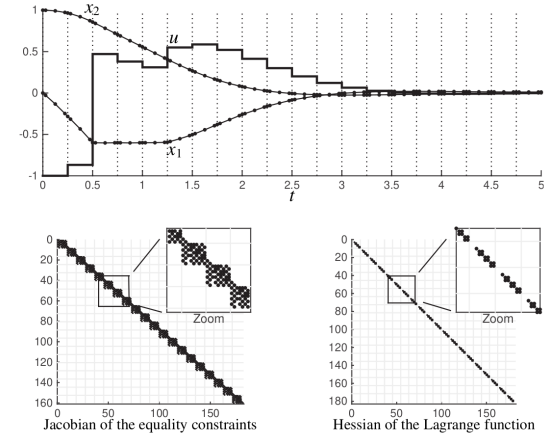 1
x₂
u
0.5
0
-0.5
x₁
-1
0 0.5 1 1.5 2 2.5 3 3.5 4 4.5 5
t
0
20
40
60
80
100
120
140
160
0 50 100 150
Zoom
Jacobian of the equality constraints
0
20
40
60
80
100
120
140
160
180
0 50 100 150
Zoom
Hessian of the Lagrange function